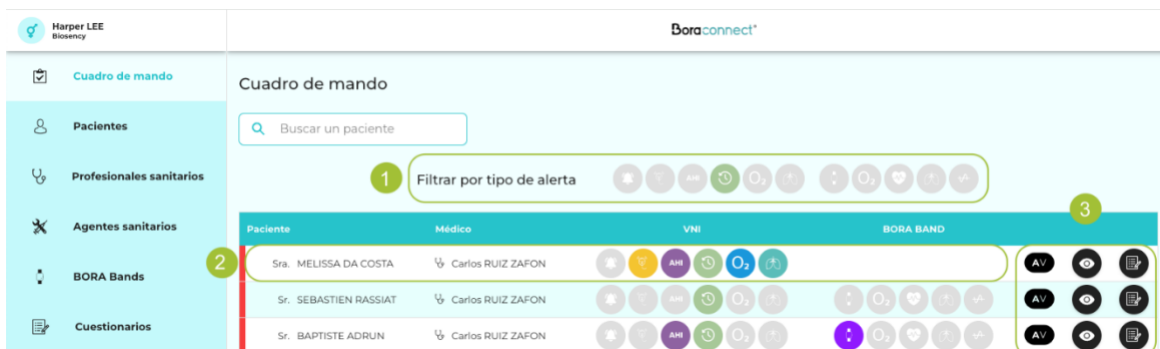 Harper LEE
Biosency
Boraconnect®
Cuadro de mando
Pacientes
Profesionales sanitarios
Agentes sanitarios
BORA Bands
Cuestionarios
Cuadro de mando
Buscar un paciente
1 Filtrar por tipo de alerta AHI O₂ O₂
3
Paciente Médico VNI BORA BAND
2 Sra. MELISSA DA COSTA Carlos RUIZ ZAFON AHI O₂ AV
Sr. SEBASTIEN RASSIAT Carlos RUIZ ZAFON AHI O₂ O₂ AV
Sr. BAPTISTE ADRUN Carlos RUIZ ZAFON AHI O₂ O₂ AV